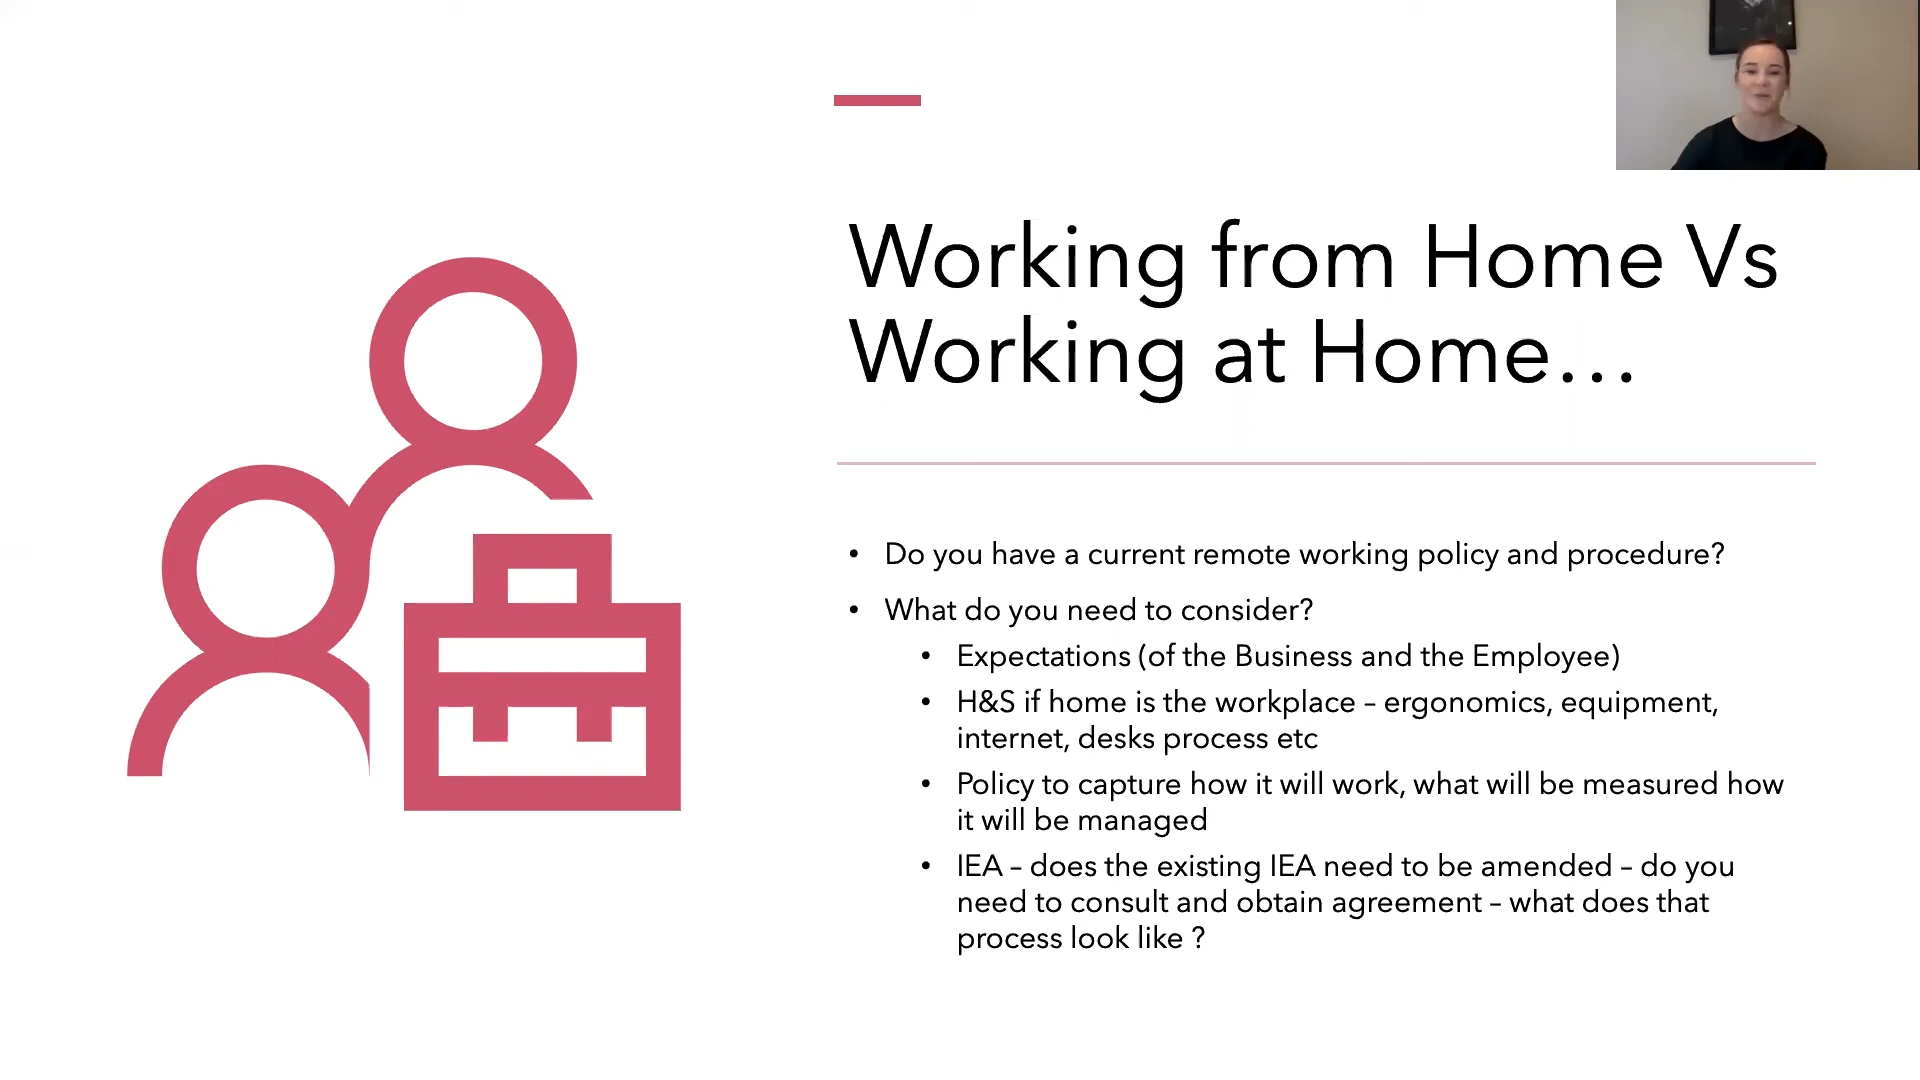 Working from Home Vs
Working at Home…
• Do you have a current remote working policy and procedure?
• What do you need to consider?
• Expectations (of the Business and the Employee)
• H&S if home is the workplace – ergonomics, equipment,
internet, desks process etc
• Policy to capture how it will work, what will be measured how
it will be managed
• IEA – does the existing IEA need to be amended – do you
need to consult and obtain agreement – what does that
process look like ?